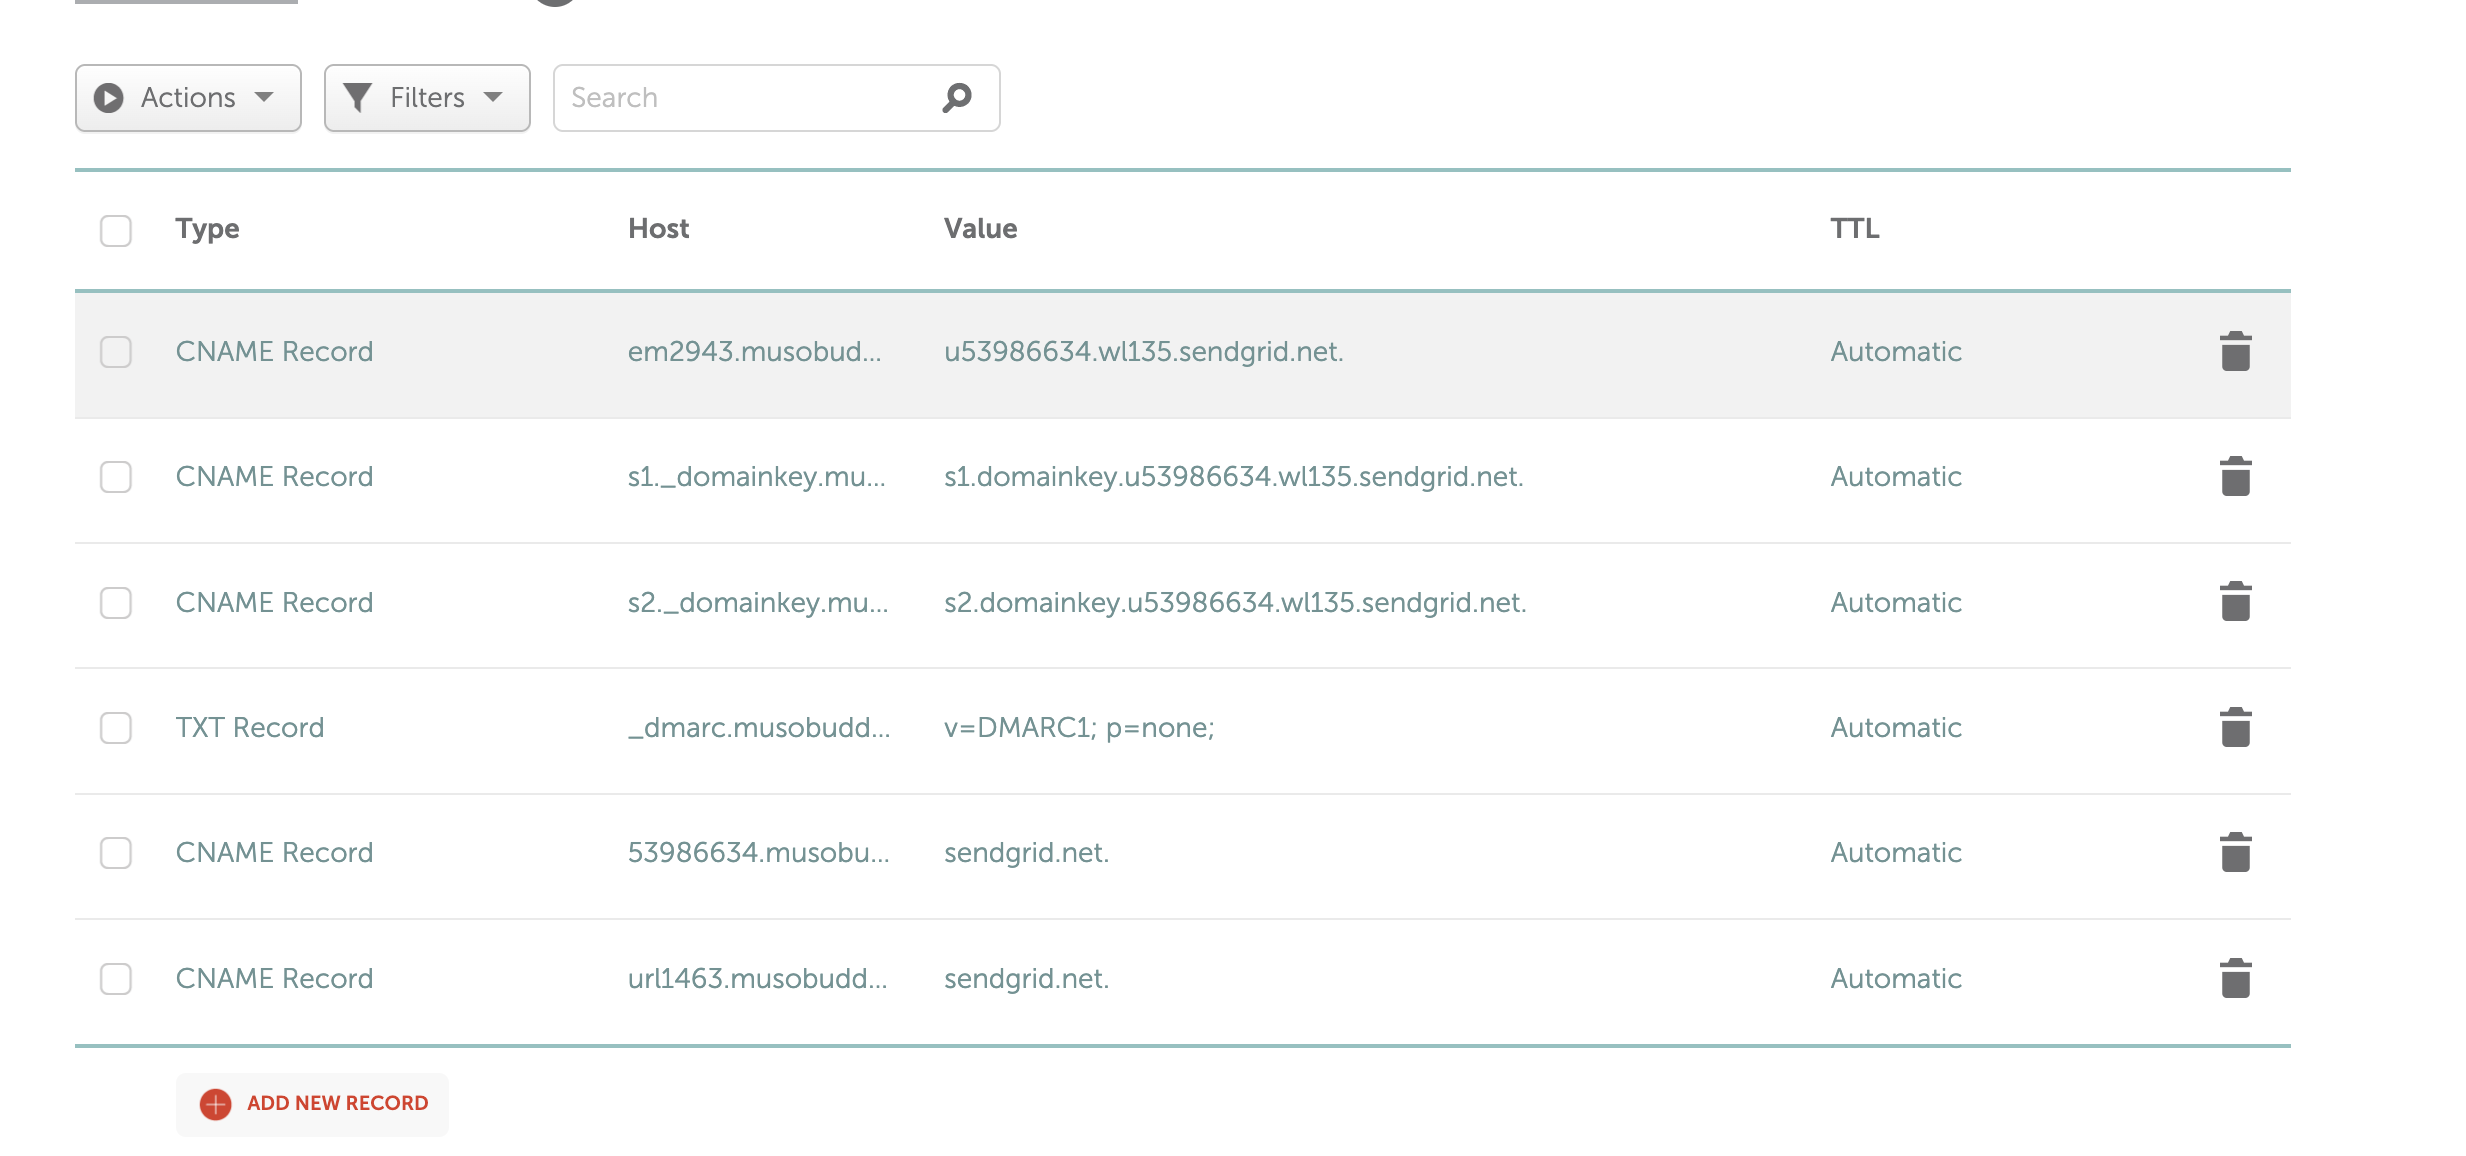 Actions Filters Search
Type Host Value TTL
CNAME Record em2943.musobud... u53986634.wl135.sendgrid.net. Automatic
CNAME Record s1._domainkey.mu... s1.domainkey.u53986634.wl135.sendgrid.net. Automatic
CNAME Record s2._domainkey.mu... s2.domainkey.u53986634.wl135.sendgrid.net. Automatic
TXT Record _dmarc.musobudd... v=DMARC1; p=none; Automatic
CNAME Record 53986634.musobu... sendgrid.net. Automatic
CNAME Record url1463.musobudd... sendgrid.net. Automatic
ADD NEW RECORD